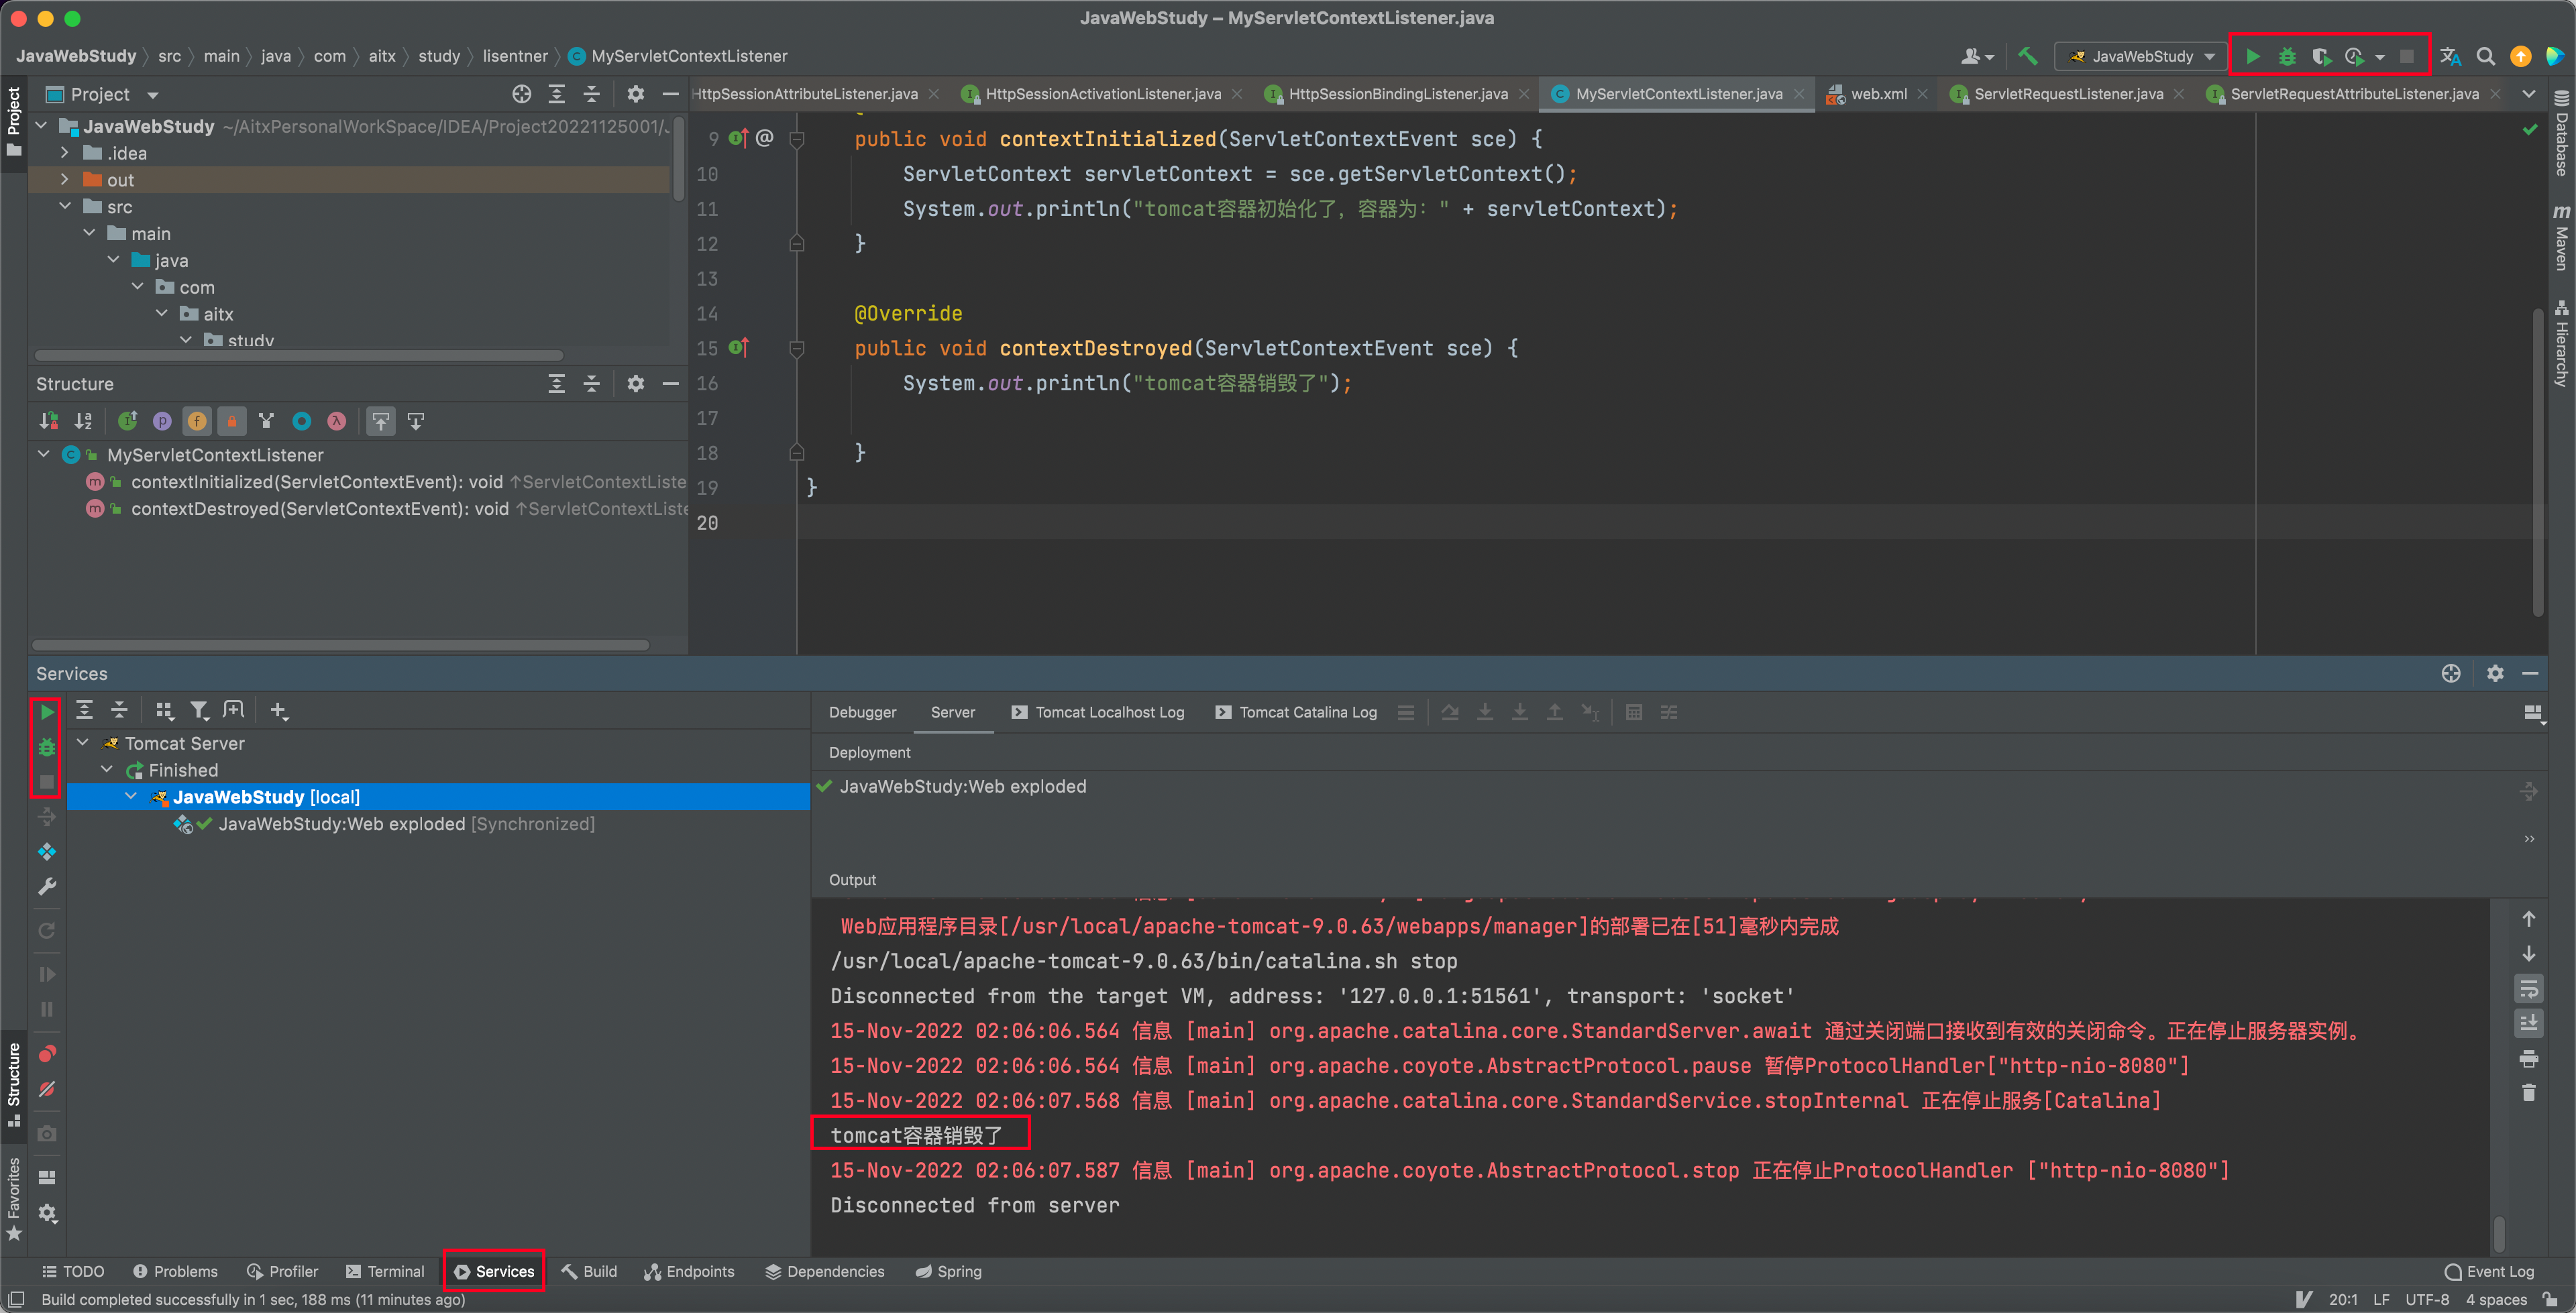 JavaWebStudy – MyServletContextListener.java
JavaWebStudy src main java com aitx study lisentner MyServletContextListener
JavaWebStudy
Project
HttpSessionAttributeListener.java HttpSessionActivationListener.java HttpSessionBindingListener.java MyServletContextListener.java web.xml ServletRequestListener.java ServletRequestAttributeListener.java
JavaWebStudy ~/AitxPersonalWorkSpace/IDEA/Project20221125001/J
.idea
out
src
main
java
com
aitx
study
9 public void contextInitialized(ServletContextEvent sce) {
10 ServletContext servletContext = sce.getServletContext();
11 System.out.println("tomcat容器初始化了，容器为：" + servletContext);
12 }
13
14 @Override
15 public void contextDestroyed(ServletContextEvent sce) {
16 System.out.println("tomcat容器销毁了");
17
18 }
19 }
20
Structure
MyServletContextListener
contextInitialized(ServletContextEvent): void ↑ServletContextListe
contextDestroyed(ServletContextEvent): void ↑ServletContextListe
Project
Structure
Favorites
Database
Maven
Hierarchy
Services
Tomcat Server
Finished
JavaWebStudy [local]
JavaWebStudy:Web exploded [Synchronized]
Debugger Server Tomcat Localhost Log Tomcat Catalina Log
Deployment
JavaWebStudy:Web exploded
Output
Web应用程序目录[/usr/local/apache-tomcat-9.0.63/webapps/manager]的部署已在[51]毫秒内完成
/usr/local/apache-tomcat-9.0.63/bin/catalina.sh stop
Disconnected from the target VM, address: '127.0.0.1:51561', transport: 'socket'
15-Nov-2022 02:06:06.564 信息 [main] org.apache.catalina.core.StandardServer.await 通过关闭端口接收到有效的关闭命令。正在停止服务器实例。
15-Nov-2022 02:06:06.564 信息 [main] org.apache.coyote.AbstractProtocol.pause 暂停ProtocolHandler["http-nio-8080"]
15-Nov-2022 02:06:07.568 信息 [main] org.apache.catalina.core.StandardService.stopInternal 正在停止服务[Catalina]
tomcat容器销毁了
15-Nov-2022 02:06:07.587 信息 [main] org.apache.coyote.AbstractProtocol.stop 正在停止ProtocolHandler ["http-nio-8080"]
Disconnected from server
TODO Problems Profiler Terminal Services Build Endpoints Dependencies Spring Event Log
Build completed successfully in 1 sec, 188 ms (11 minutes ago) 20:1 LF UTF-8 4 spaces